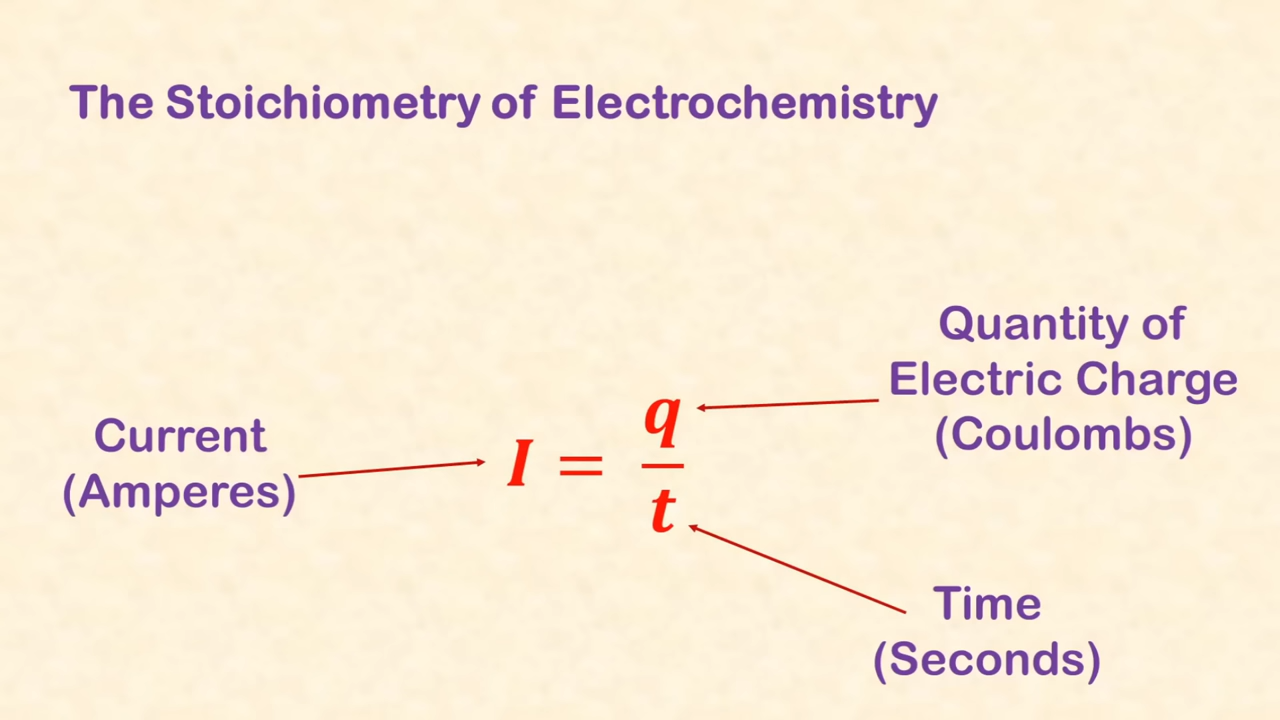 The Stoichiometry of Electrochemistry
Quantity of
Electric Charge
(Coulombs)
Current
(Amperes)
I = q/t
Time
(Seconds)